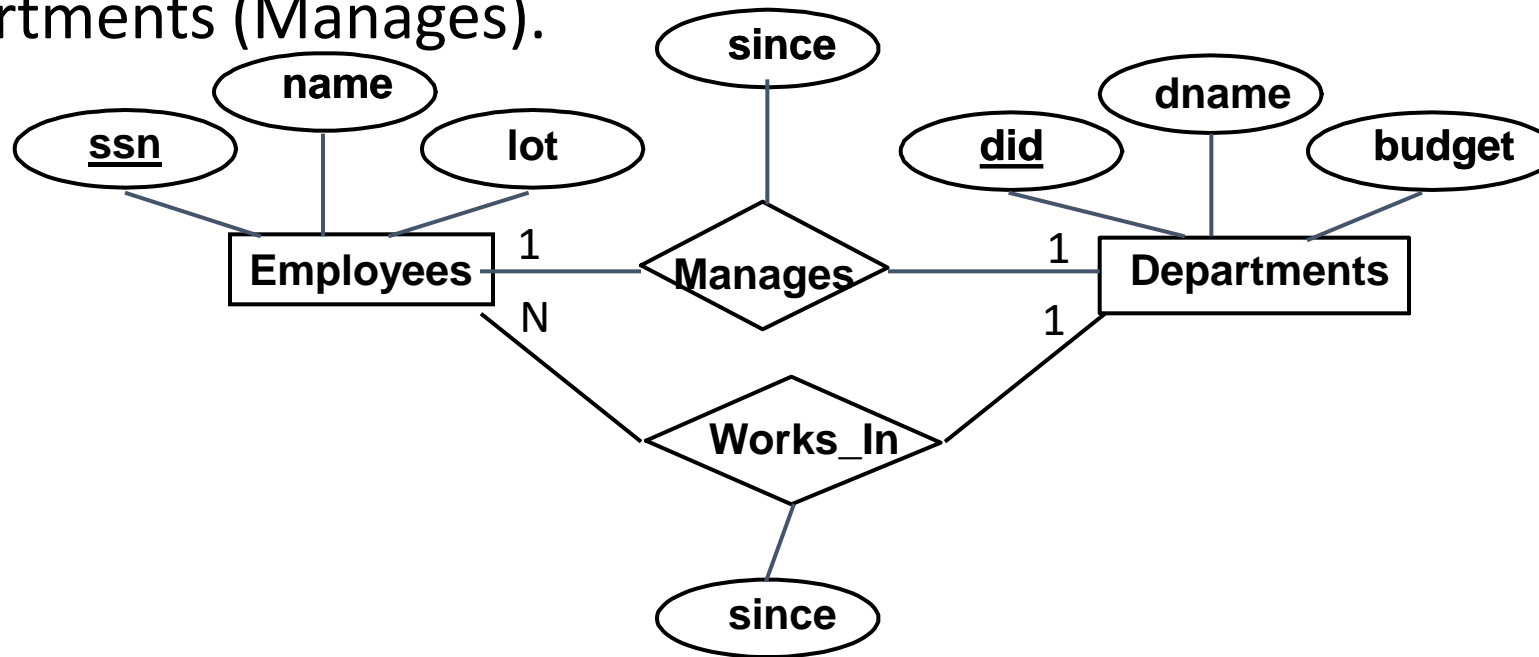 rtments (Manages).
since
name
dname
ssn
lot
did
budget
1
1
Employees
Manages
Departments
N
1
Works_In
since